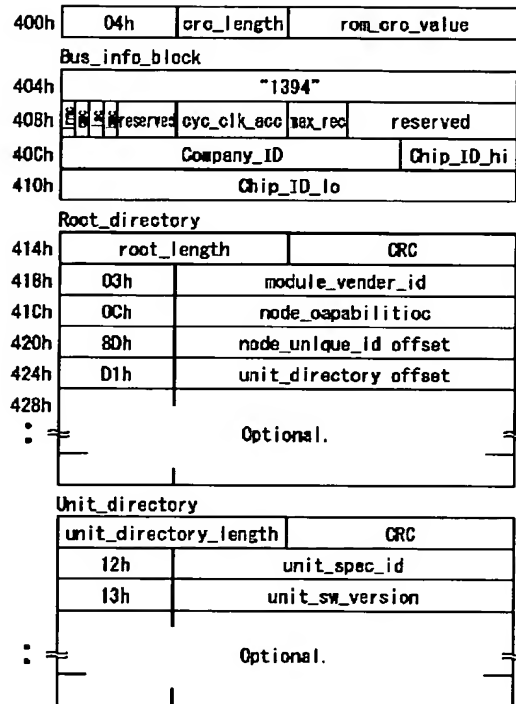 400h 04h crc_length rom_crc_value
Bus_info_block
404h "1394"
408h reserved cyc_clk_acc max_rec reserved
40Ch Company_ID Chip_ID_hi
410h Chip_ID_lo
Root_directory
414h root_length CRC
418h 03h module_vender_id
41Ch 0Ch node_capabilities
420h 8Dh node_unique_id offset
424h D1h unit_directory offset
428h
: Optional.
Unit_directory
unit_directory_length CRC
12h unit_spec_id
13h unit_sw_version
: Optional.